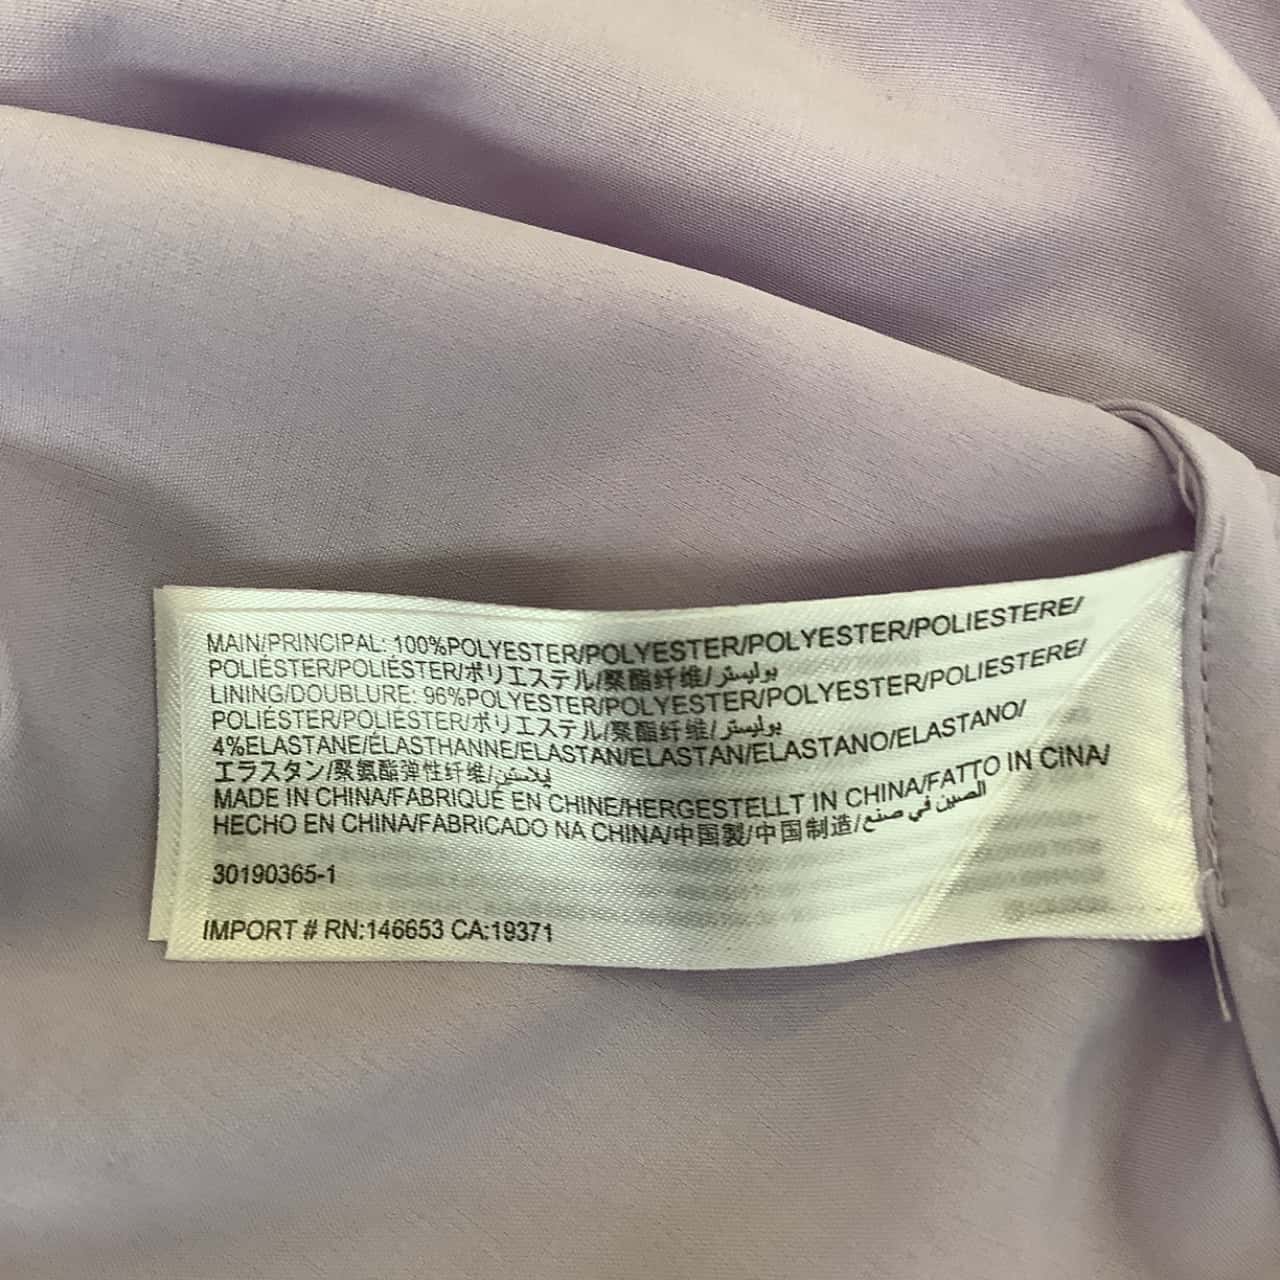 MAIN/PRINCIPAL: 100%POLYESTER/POLYESTER/POLYESTER/POLIESTERE/
POLIÉSTER/POLIÉSTER/ポリエステル/聚酯纤维/بوليستر/
LINING/DOUBLURE: 96%POLYESTER/POLYESTER/POLYESTER/POLIESTERE/
POLIÉSTER/POLIÉSTER/ポリエステル/聚酯纤维/بوليستر/
4%ELASTANE/ÉLASTHANNE/ELASTAN/ELASTAN/ELASTANO/ELASTANO/
エラスタン/聚氨酯弹性纤维/يلاستين/
MADE IN CHINA/FABRIQUÉ EN CHINE/HERGESTELLT IN CHINA/FATTO IN CINA/
HECHO EN CHINA/FABRICADO NA CHINA/中国製/中国制造/الصين في صنع/
30190365-1
IMPORT # RN:146653 CA:19371